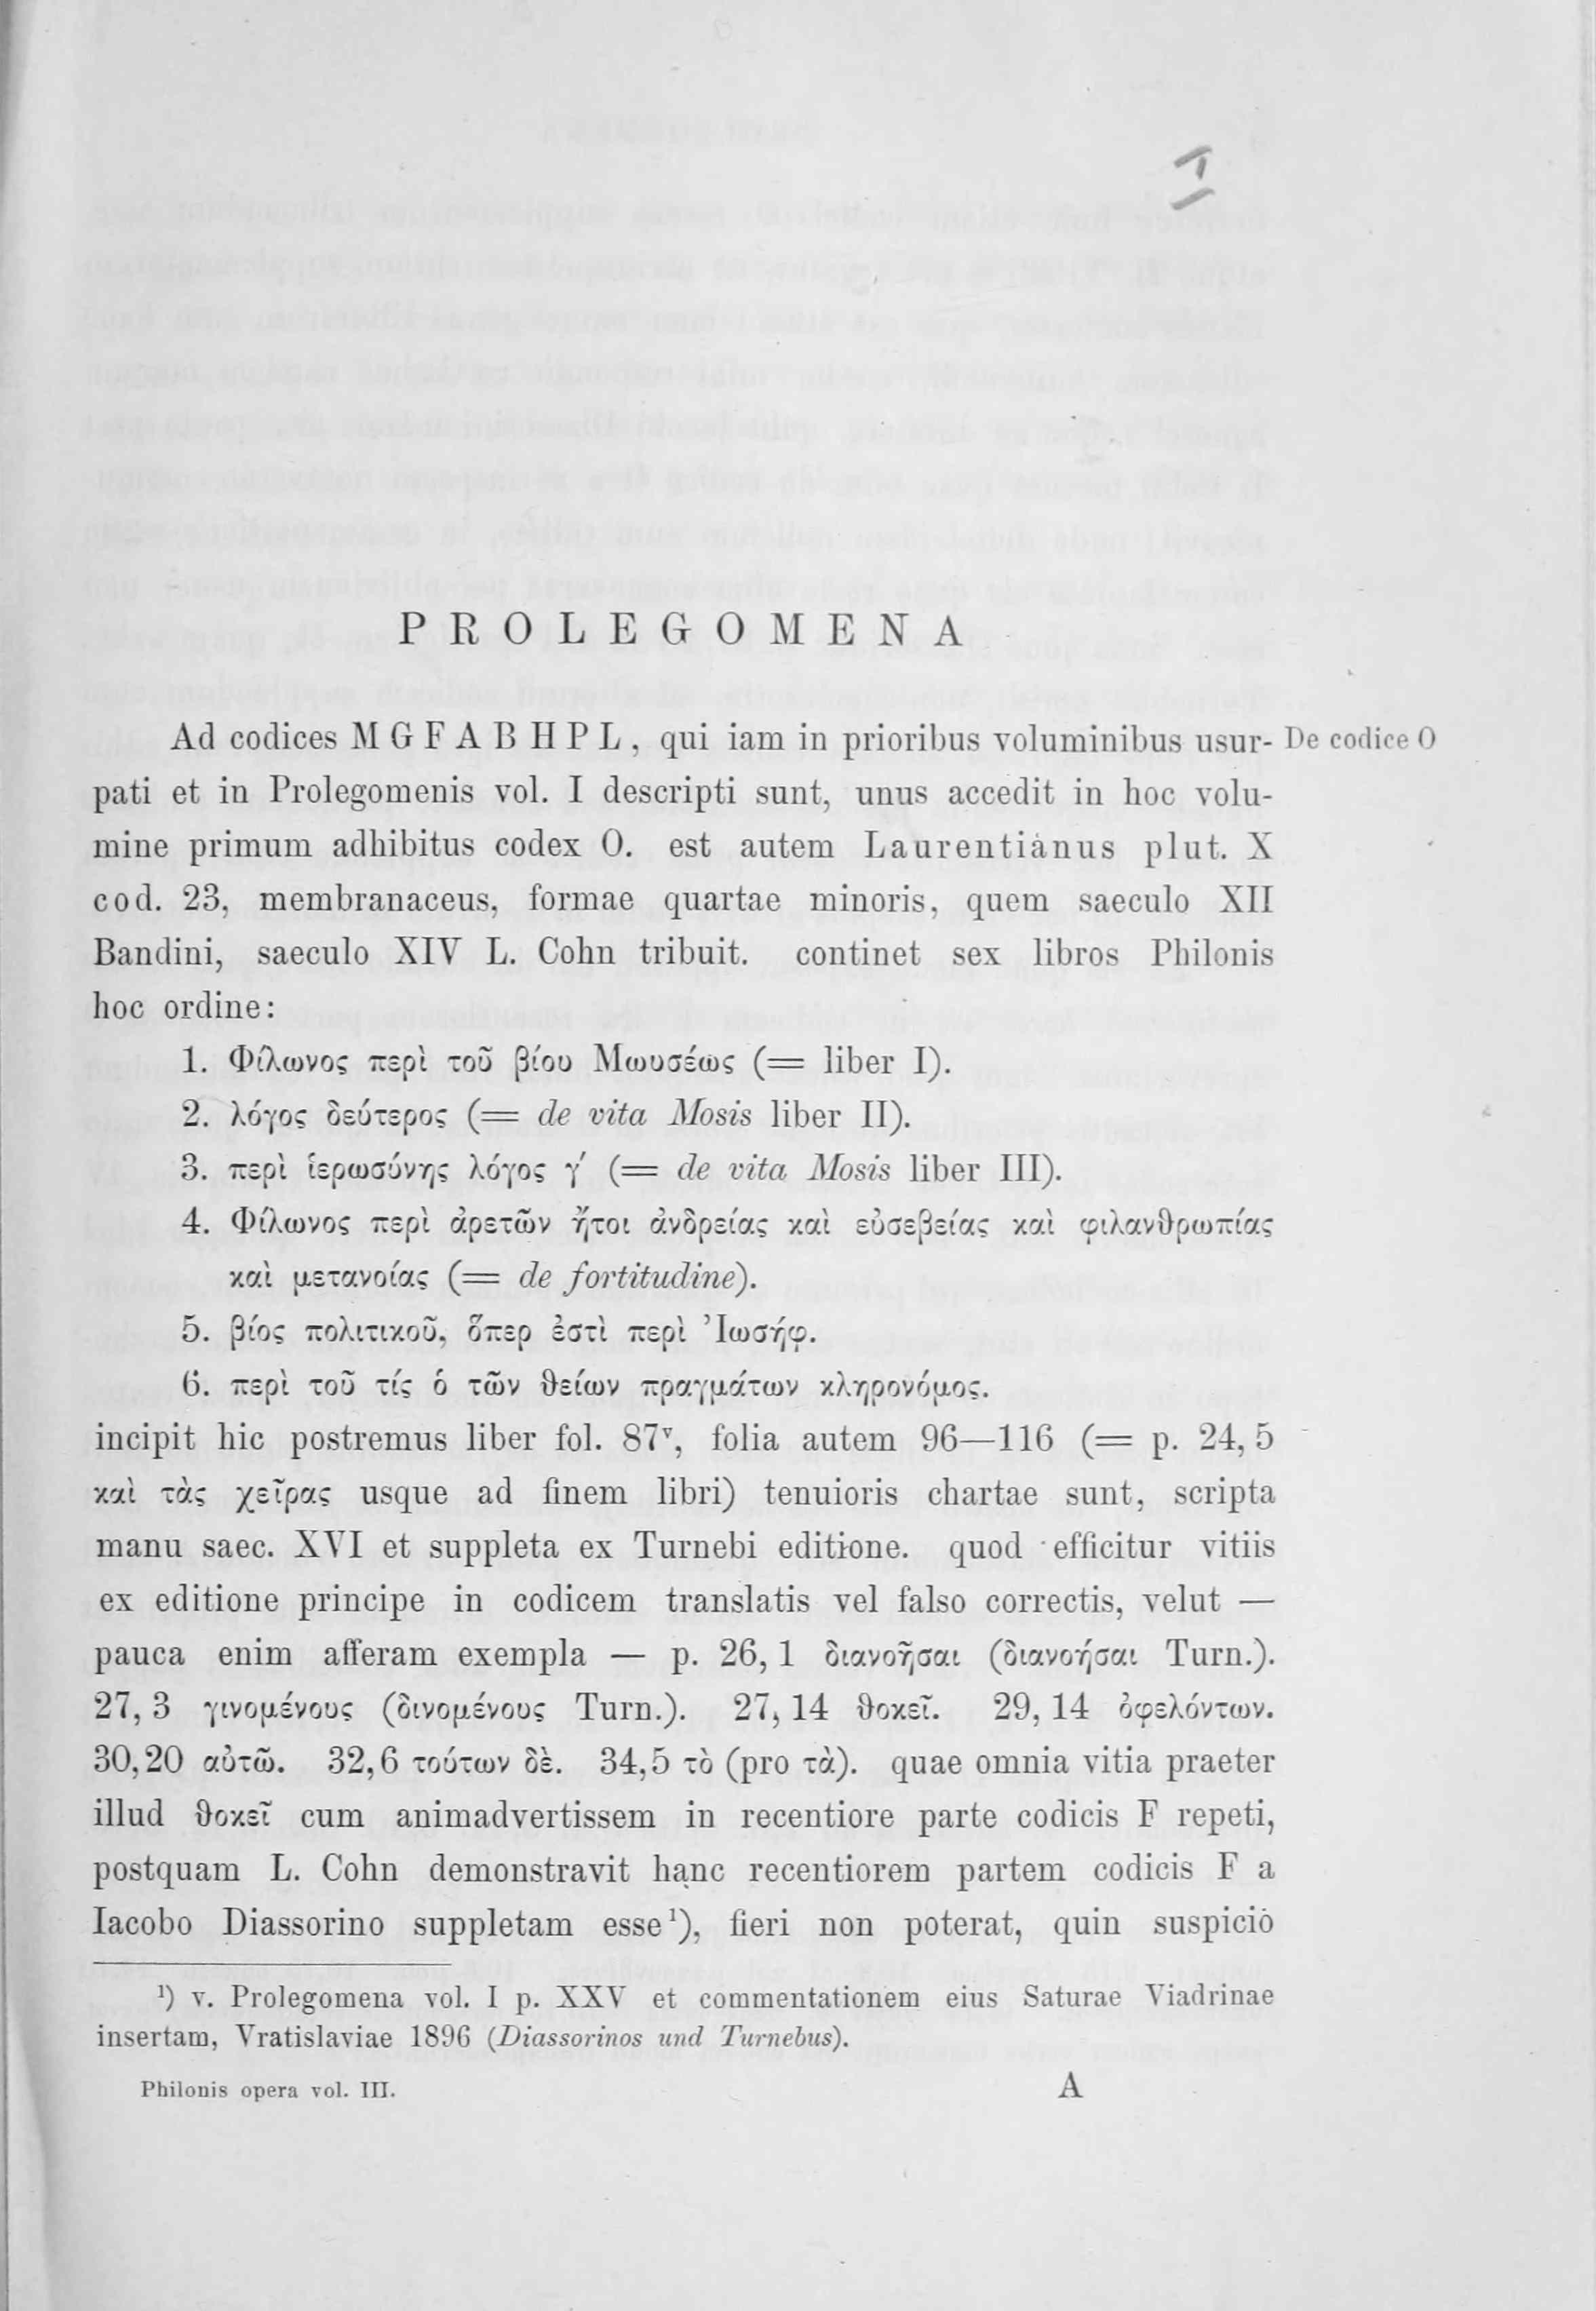 I
PROLEGOMENA
Ad codices M G F A B H P L, qui iam in prioribus voluminibus usur- De codice O
pati et in Prolegomenis vol. I descripti sunt, unus accedit in hoc volu-
mine primum adhibitus codex O. est autem Laurentianus plut. X
cod. 23, membranaceus, formae quartae minoris, quem saeculo XII
Bandini, saeculo XIV L. Cohn tribuit. continet sex libros Philonis
hoc ordine:
1. Φίλωνος περὶ τοῦ βίου Μωυσέως (= liber I).
2. λόγος δεύτερος (= de vita Mosis liber II).
3. περὶ ἱερωσύνης λόγος γ´ (= de vita Mosis liber III).
4. Φίλωνος περὶ ἀρετῶν ἤτοι ἀνδρείας καὶ εὐσεβείας καὶ φιλανθρωπίας
καὶ μετανοίας (= de fortitudine).
5. βίος πολιτικοῦ, ὅπερ ἐστὶ περὶ Ἰωσήφ.
6. περὶ τοῦ τίς ὁ τῶν θείων πραγμάτων κληρονόμος.
incipit hic postremus liber fol. 87ᵛ, folia autem 96—116 (= p. 24, 5
καὶ τὰς χεῖρας usque ad finem libri) tenuioris chartae sunt, scripta
manu saec. XVI et suppleta ex Turnebi editione. quod efficitur vitiis
ex editione principe in codicem translatis vel falso correctis, velut —
pauca enim afferam exempla — p. 26, 1 διανοῆσαι (διανοήσαι Turn.).
27, 3 γινομένους (δινομένους Turn.). 27, 14 θοκεῖ. 29, 14 ὀφελόντων.
30, 20 αὐτῶ. 32, 6 τούτων δὲ. 34, 5 τὸ (pro τὰ). quae omnia vitia praeter
illud θοκεῖ cum animadvertissem in recentiore parte codicis F repeti,
postquam L. Cohn demonstravit hanc recentiorem partem codicis F a
Iacobo Diassorino suppletam esse¹), fieri non poterat, quin suspicio
¹) v. Prolegomena vol. I p. XXV et commentationem eius Saturae Viadrinae
insertam, Vratislaviae 1896 (Diassorinos und Turnebus).
Philonis opera vol. III. A